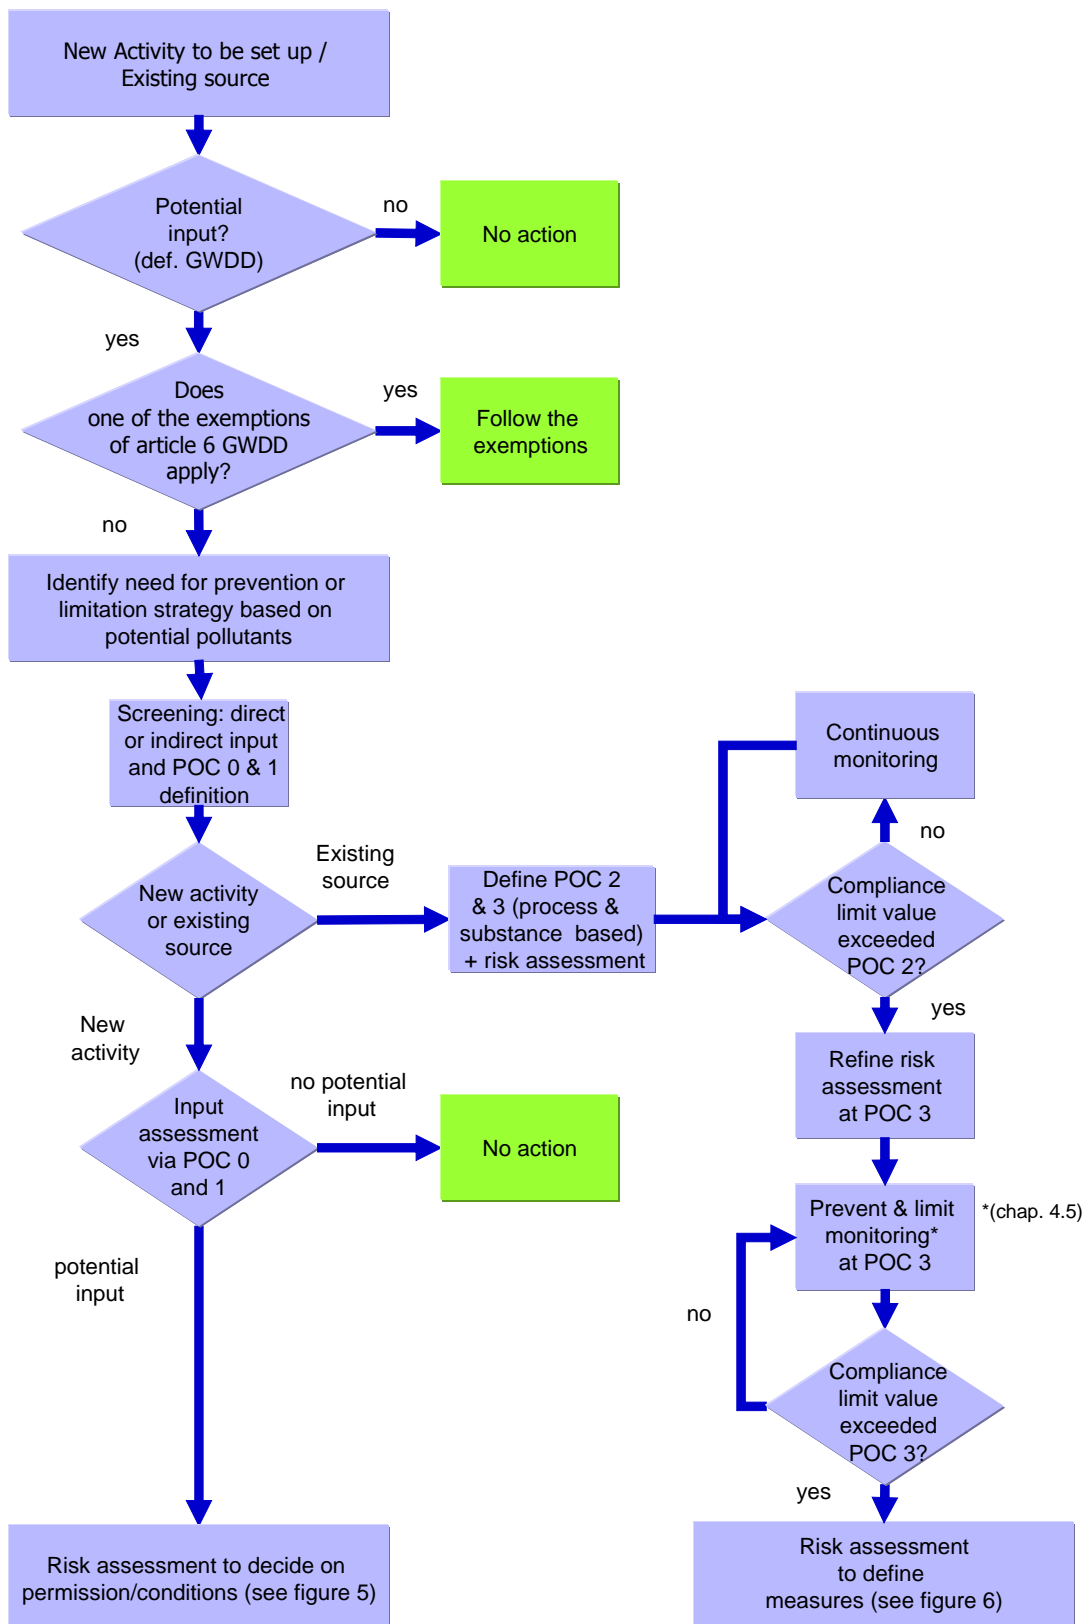 New Activity to be set up /
Existing source
Potential
input?
(def. GWDD)
no
No action
yes
Does
one of the exemptions
of article 6 GWDD
apply?
yes
Follow the
exemptions
no
Identify need for prevention or
limitation strategy based on
potential pollutants
Screening: direct
or indirect input
and POC 0 & 1
definition
New activity
or existing
source
Existing
source
Define POC 2
& 3 (process &
substance based)
+ risk assessment
Continuous
monitoring
no
Compliance
limit value
exceeded
POC 2?
yes
Refine risk
assessment
at POC 3
Prevent & limit
monitoring*
at POC 3
*(chap. 4.5)
no
Compliance
limit value
exceeded
POC 3?
yes
Risk assessment
to define
measures (see figure 6)
New
activity
Input
assessment
via POC 0
and 1
no potential
input
No action
potential
input
Risk assessment to decide on
permission/conditions (see figure 5)